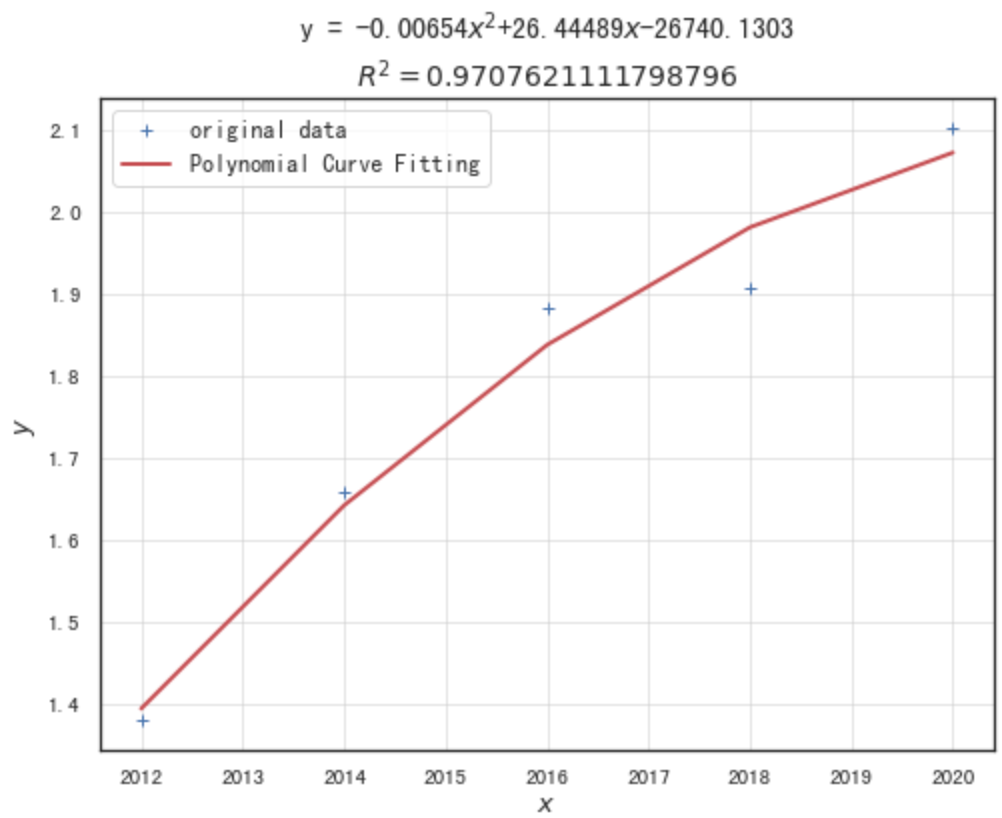 y = −0.00654x²+26.44489x−26740.1303
R² = 0.9707621111798796
original data
Polynomial Curve Fitting
2.1
2.0
1.9
1.8
1.7
1.6
1.5
1.4
y
2012 2013 2014 2015 2016 2017 2018 2019 2020
x